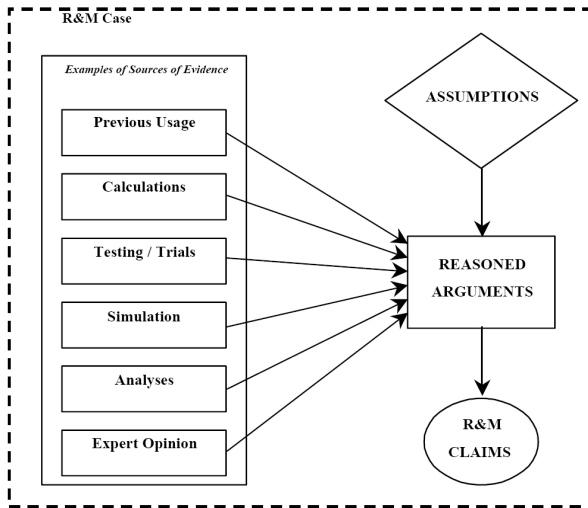 R&M Case
Examples of Sources of Evidence
Previous Usage
Calculations
Testing / Trials
Simulation
Analyses
Expert Opinion
ASSUMPTIONS
REASONED
ARGUMENTS
R&M
CLAIMS